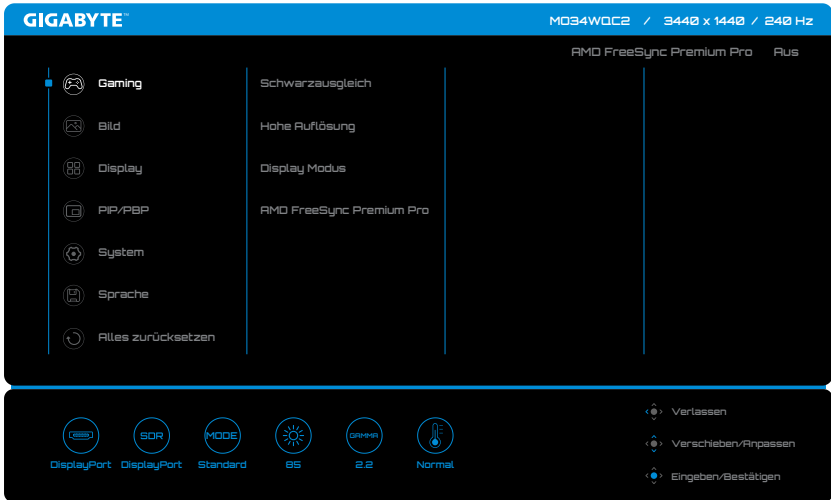 GIGABYTE™
MO34WQC2 / 3440 x 1440 / 240 Hz
AMD FreeSync Premium Pro Aus
Gaming
Schwarzausgleich
Bild
Hohe Auflösung
Display
Display Modus
PIP/PBP
AMD FreeSync Premium Pro
System
Sprache
Alles zurücksetzen
SDR
MODE
GAMMA
DisplayPort
DisplayPort
Standard
85
2.2
Normal
Verlassen
Verschieben/Anpassen
Eingeben/Bestätigen